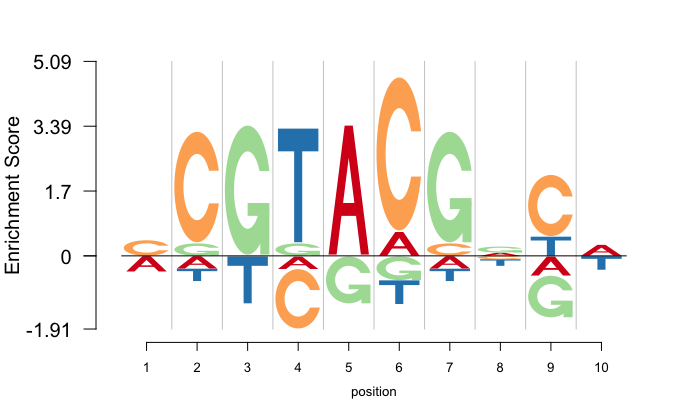 Enrichment Score
5.09
3.39
1.7
0
-1.91
C A
C G A T
G T
T G A C
A G
C A G T
G C A T
G A C T
C T A G
A T
1 2 3 4 5 6 7 8 9 10
position